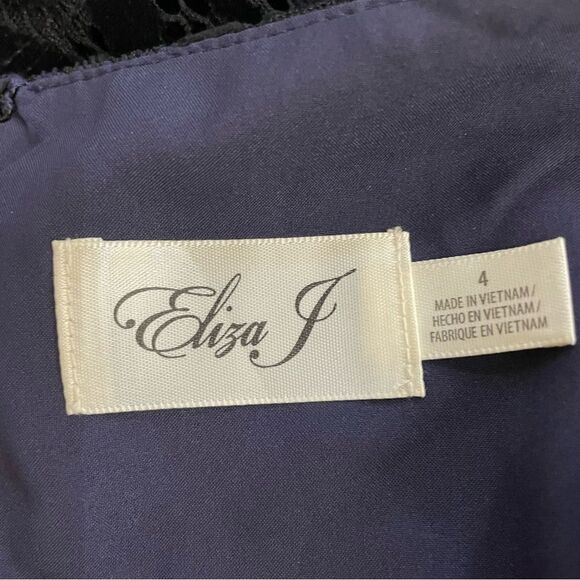 Eliza J
4
MADE IN VIETNAM/
HECHO EN VIETNAM/
FABRIQUE EN VIETNAM